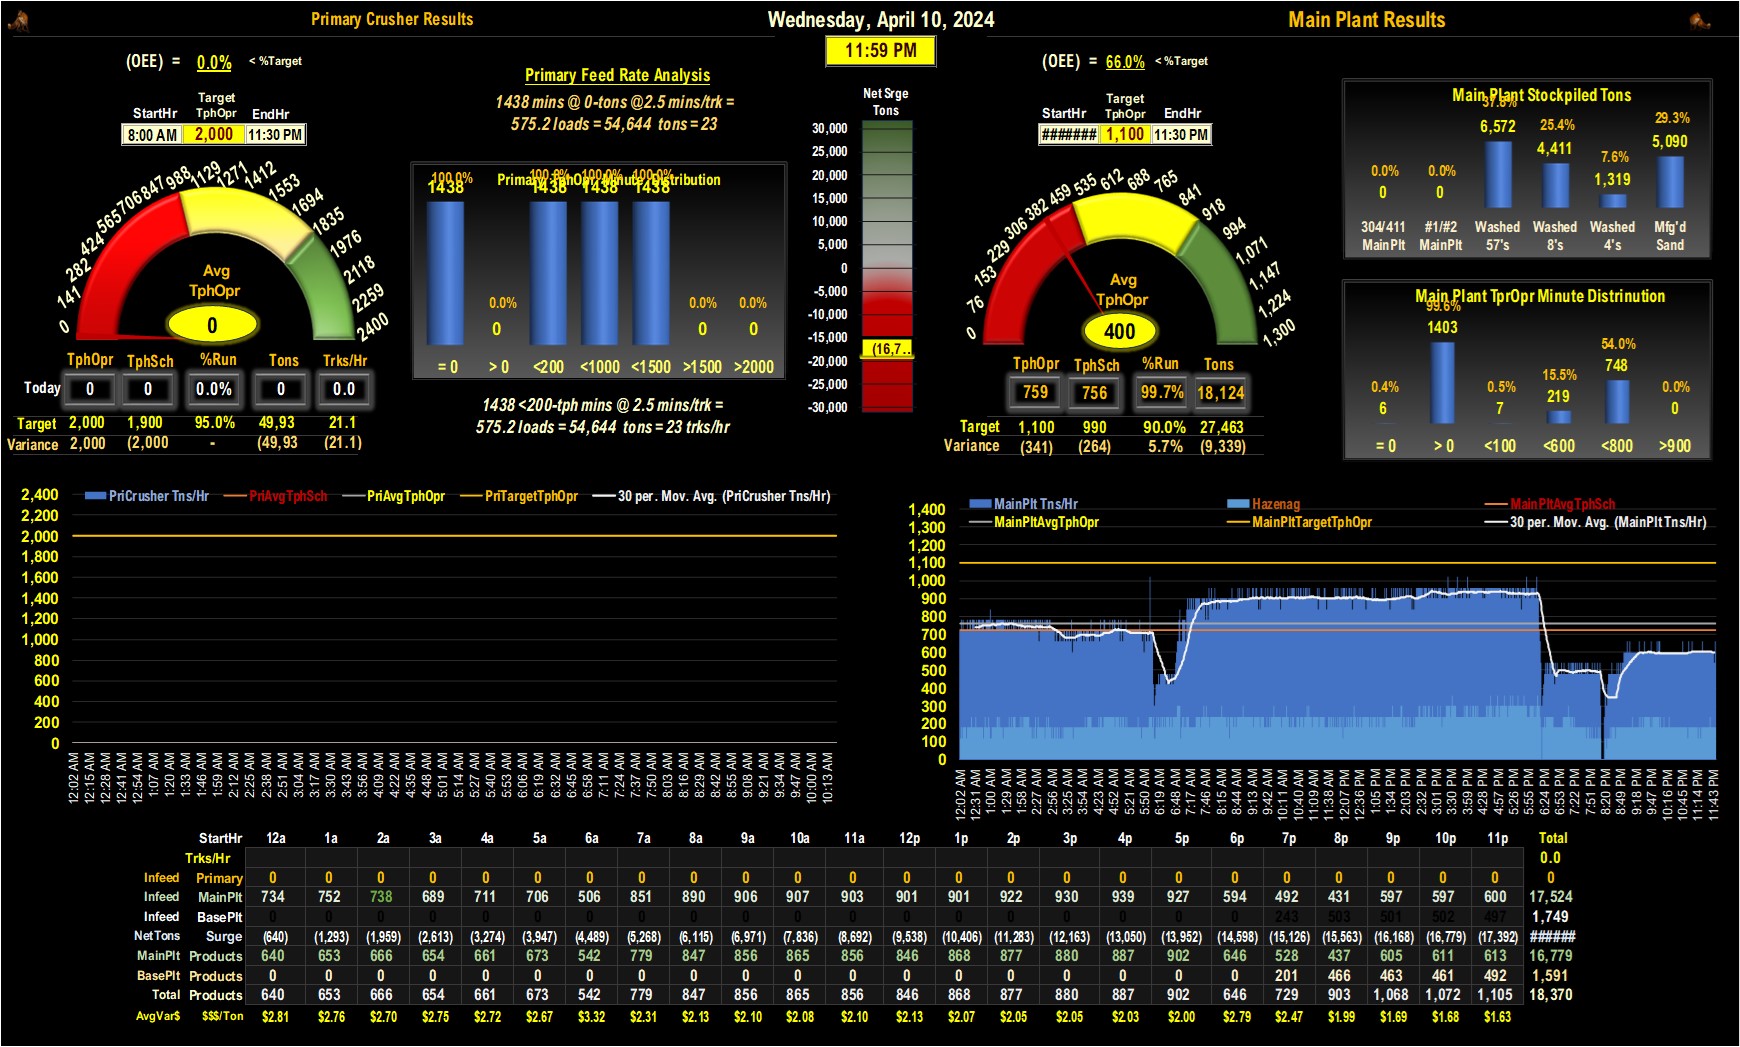 Primary Crusher Results
Wednesday, April 10, 2024
Main Plant Results
11:59 PM
(OEE) = 0.0% < %Target
StartHr Target TphOpr EndHr
8:00 AM 2,000 11:30 PM
0 141 282 424 565 706 847 988 1129 1271 1412 1553 1694 1835 1976 2118 2259 2400
Avg
TphOpr
0
TphOpr TphSch %Run Tons Trks/Hr
Today 0 0 0.0% 0 0.0
Target 2,000 1,900 95.0% 49,93 21.1
Variance 2,000 (2,000 - (49,93 (21.1)
Primary Feed Rate Analysis
1438 mins @ 0-tons @2.5 mins/trk =
575.2 loads = 54,644 tons = 23
Primary TphOpr Minute Distribution
100.0% 0.0% 100.0% 100.0% 100.0% 0.0% 0.0%
1438 0 1438 1438 1438 0 0
= 0 > 0 <200 <1000 <1500 >1500 >2000
1438 <200-tph mins @ 2.5 mins/trk =
575.2 loads = 54,644 tons = 23 trks/hr
Net Srge
Tons
30,000
25,000
20,000
15,000
10,000
5,000
0
-5,000
-10,000
-15,000
(16,7..
-20,000
-25,000
-30,000
(OEE) = 66.0% < %Target
StartHr Target TphOpr EndHr
####### 1,100 11:30 PM
0 76 153 229 306 382 459 535 612 688 765 841 918 994 1,071 1,147 1,224 1,300
Avg
TphOpr
400
TphOpr TphSch %Run Tons
759 756 99.7% 18,124
Target 1,100 990 90.0% 27,463
Variance (341) (264) 5.7% (9,339)
Main Plant Stockpiled Tons
0.0% 0.0% 37.8% 25.4% 7.6% 29.3%
0 0 6,572 4,411 1,319 5,090
304/411 #1/#2 Washed Washed Washed Mfg'd
MainPlt MainPlt 57's 8's 4's Sand
Main Plant TprOpr Minute Distrinution
0.4% 99.6% 0.5% 15.5% 54.0% 0.0%
6 1403 7 219 748 0
= 0 > 0 <100 <600 <800 >900
PriCrusher Tns/Hr PriAvgTphSch PriAvgTphOpr PriTargetTphOpr 30 per. Mov. Avg. (PriCrusher Tns/Hr)
2,400
2,200
2,000
1,800
1,600
1,400
1,200
1,000
800
600
400
200
0
12:02 AM 12:15 AM 12:28 AM 12:41 AM 12:54 AM 1:07 AM 1:20 AM 1:33 AM 1:46 AM 1:59 AM 2:12 AM 2:25 AM 2:38 AM 2:51 AM 3:04 AM 3:17 AM 3:30 AM 3:43 AM 3:56 AM 4:09 AM 4:22 AM 4:35 AM 4:48 AM 5:01 AM 5:14 AM 5:27 AM 5:40 AM 5:53 AM 6:06 AM 6:19 AM 6:32 AM 6:45 AM 6:58 AM 7:11 AM 7:24 AM 7:37 AM 7:50 AM 8:03 AM 8:16 AM 8:29 AM 8:42 AM 8:55 AM 9:08 AM 9:21 AM 9:34 AM 9:47 AM 10:00 AM 10:13 AM
MainPlt Tns/Hr Hazenag MainPltAvgTphSch
MainPltAvgTphOpr MainPltTargetTphOpr 30 per. Mov. Avg. (MainPlt Tns/Hr)
1,400
1,300
1,200
1,100
1,000
900
800
700
600
500
400
300
200
100
0
12:02 AM 12:31 AM 1:00 AM 1:29 AM 1:58 AM 2:27 AM 2:56 AM 3:25 AM 3:54 AM 4:23 AM 4:52 AM 5:21 AM 5:50 AM 6:19 AM 6:48 AM 7:17 AM 7:46 AM 8:15 AM 8:44 AM 9:13 AM 9:42 AM 10:11 AM 10:40 AM 11:09 AM 11:38 AM 12:07 PM 12:36 PM 1:05 PM 1:34 PM 2:03 PM 2:32 PM 3:01 PM 3:30 PM 3:59 PM 4:28 PM 4:57 PM 5:26 PM 5:55 PM 6:24 PM 6:53 PM 7:22 PM 7:51 PM 8:20 PM 8:49 PM 9:18 PM 9:47 PM 10:16 PM 10:45 PM 11:14 PM 11:43 PM
StartHr 12a 1a 2a 3a 4a 5a 6a 7a 8a 9a 10a 11a 12p 1p 2p 3p 4p 5p 6p 7p 8p 9p 10p 11p Total
Trks/Hr 0.0
Infeed Primary 0 0 0 0 0 0 0 0 0 0 0 0 0 0 0 0 0 0 0 0 0 0 0 0 0
Infeed MainPlt 734 752 738 689 711 706 506 851 890 906 907 903 901 901 922 930 939 927 594 492 431 597 597 600 17,524
Infeed BasePlt 0 0 0 0 0 0 0 0 0 0 0 0 0 0 0 0 0 0 0 243 503 501 502 497 1,749
NetTons Surge (640) (1,293) (1,959) (2,613) (3,274) (3,947) (4,489) (5,268) (6,115) (6,971) (7,836) (8,692) (9,538) (10,406) (11,283) (12,163) (13,050) (13,952) (14,598) (15,126) (15,563) (16,168) (16,779) (17,392) ######
MainPlt Products 640 653 666 654 661 673 542 779 847 856 865 856 846 868 877 880 887 902 646 528 437 605 611 613 16,779
BasePlt Products 0 0 0 0 0 0 0 0 0 0 0 0 0 0 0 0 0 0 0 201 466 463 461 492 1,591
Total Products 640 653 666 654 661 673 542 779 847 856 865 856 846 868 877 880 887 902 646 729 903 1,068 1,072 1,105 18,370
AvgVar$ $$$/Ton $2.81 $2.76 $2.70 $2.75 $2.72 $2.67 $3.32 $2.31 $2.13 $2.10 $2.08 $2.10 $2.13 $2.07 $2.05 $2.05 $2.03 $2.00 $2.79 $2.47 $1.99 $1.69 $1.68 $1.63